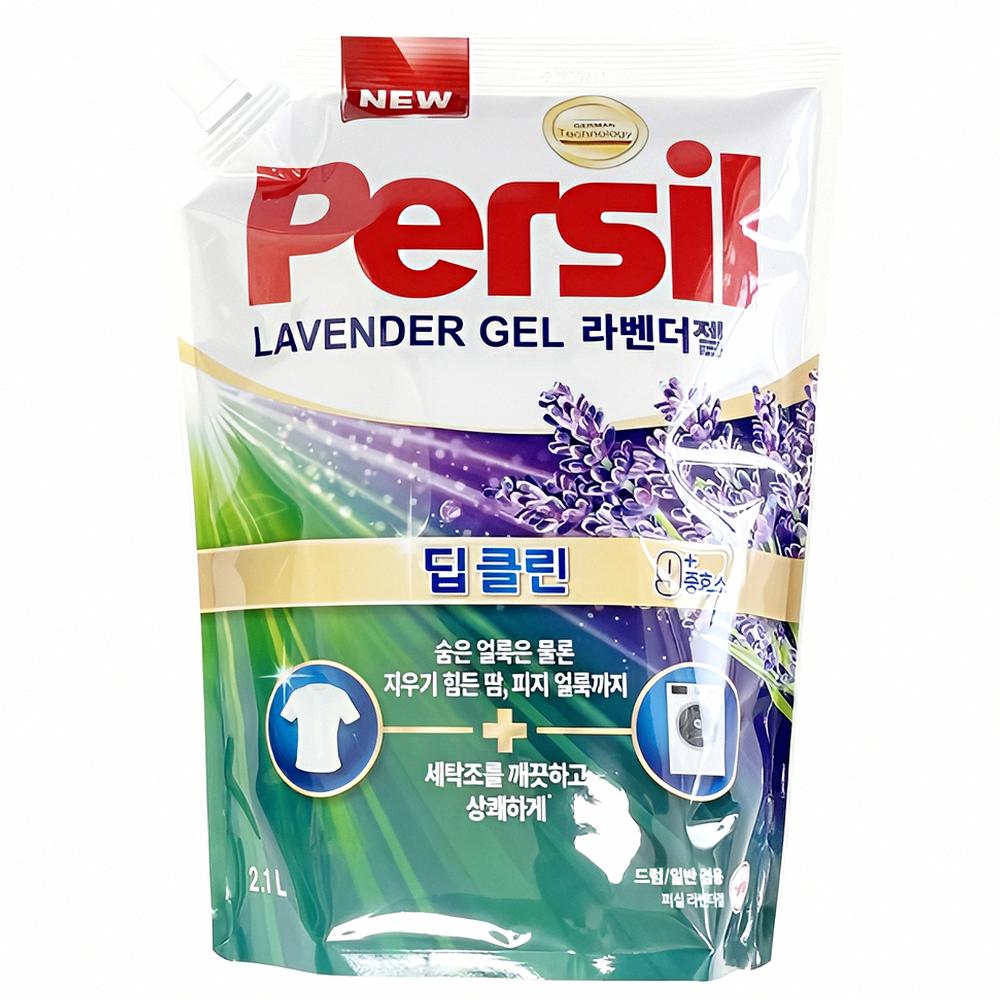 NEW
GERMAN
Technology
Persil
LAVENDER GEL 라벤더젤
딥 클린
9+
중효소
숨은 얼룩은 물론
지우기 힘든 땀, 피지 얼룩까지
세탁조를 깨끗하고
상쾌하게*
2.1 L
드럼/일반 겸용
퍼실 라벤더젤